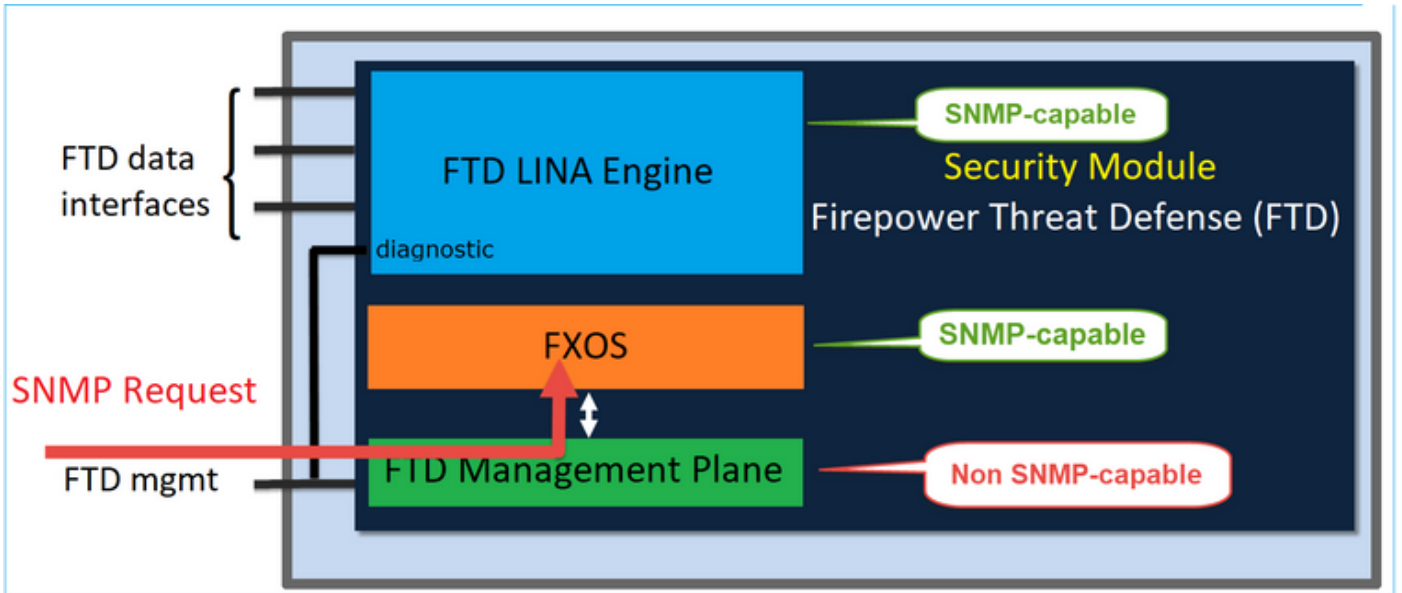 SNMP-capable
FTD data
interfaces
FTD LINA Engine
Security Module
Firepower Threat Defense (FTD)
diagnostic
FXOS
SNMP-capable
SNMP Request
FTD mgmt
FTD Management Plane
Non SNMP-capable